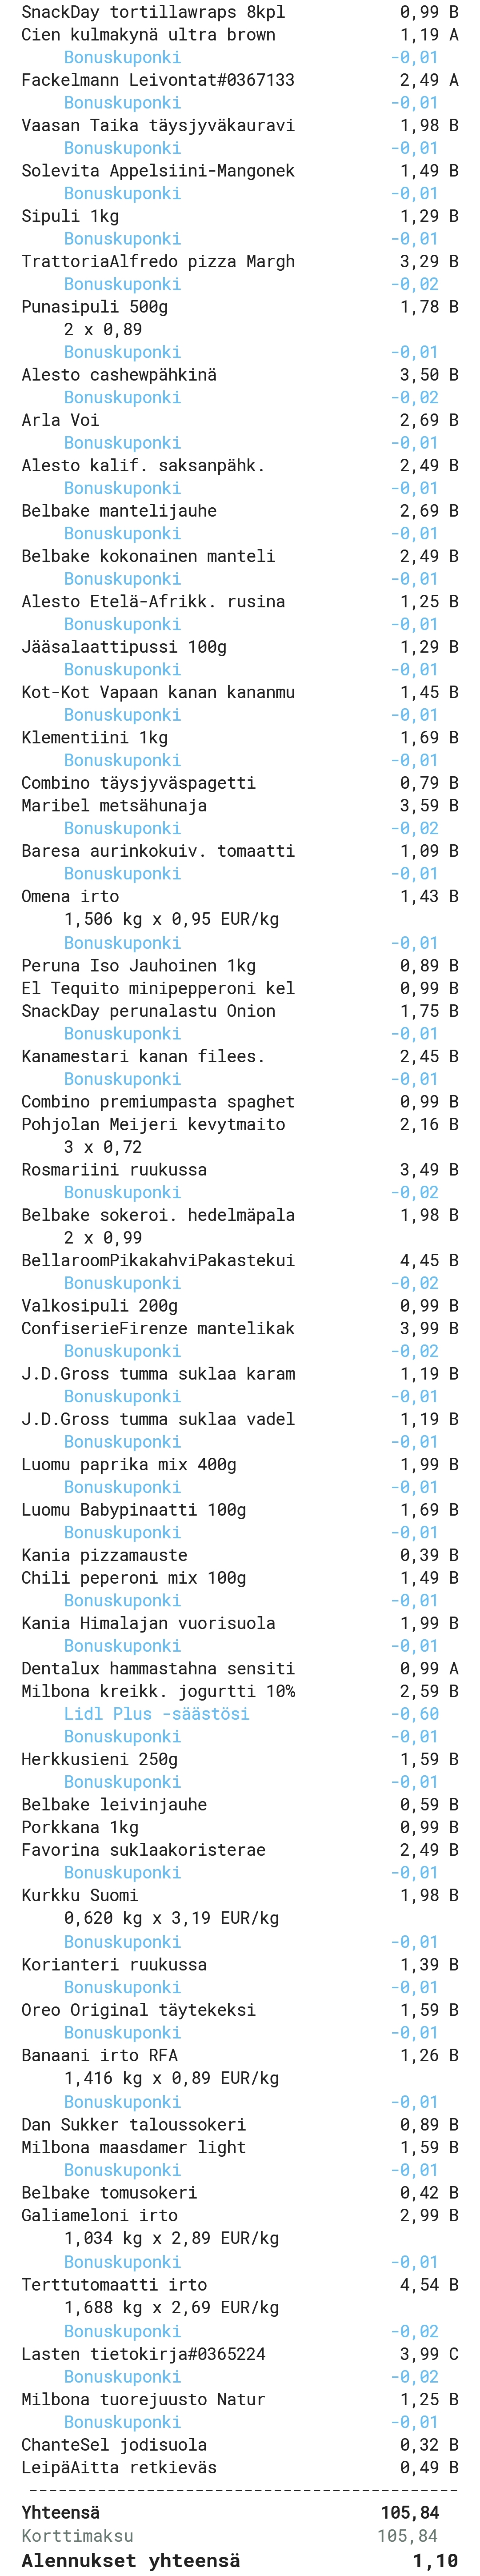 SnackDay tortillawraps 8kpl 0,99 B
Cien kulmakynä ultra brown 1,19 A
Bonuskuponki -0,01
Fackelmann Leivontat#0367133 2,49 A
Bonuskuponki -0,01
Vaasan Taika täysjyväkauravi 1,98 B
Bonuskuponki -0,01
Solevita Appelsiini-Mangonek 1,49 B
Bonuskuponki -0,01
Sipuli 1kg 1,29 B
Bonuskuponki -0,01
TrattoriaAlfredo pizza Margh 3,29 B
Bonuskuponki -0,02
Punasipuli 500g 1,78 B
2 x 0,89
Bonuskuponki -0,01
Alesto cashewpähkinä 3,50 B
Bonuskuponki -0,02
Arla Voi 2,69 B
Bonuskuponki -0,01
Alesto kalif. saksanpähk. 2,49 B
Bonuskuponki -0,01
Belbake mantelijauhe 2,69 B
Bonuskuponki -0,01
Belbake kokonainen manteli 2,49 B
Bonuskuponki -0,01
Alesto Etelä-Afrikk. rusina 1,25 B
Bonuskuponki -0,01
Jääsalaattipussi 100g 1,29 B
Bonuskuponki -0,01
Kot-Kot Vapaan kanan kananmu 1,45 B
Bonuskuponki -0,01
Klementiini 1kg 1,69 B
Bonuskuponki -0,01
Combino täysjyväspagetti 0,79 B
Maribel metsähunaja 3,59 B
Bonuskuponki -0,02
Baresa aurinkokuiv. tomaatti 1,09 B
Bonuskuponki -0,01
Omena irto 1,43 B
1,506 kg x 0,95 EUR/kg
Bonuskuponki -0,01
Peruna Iso Jauhoinen 1kg 0,89 B
El Tequito minipepperoni kel 0,99 B
SnackDay perunalastu Onion 1,75 B
Bonuskuponki -0,01
Kanamestari kanan filees. 2,45 B
Bonuskuponki -0,01
Combino premiumpasta spaghet 0,99 B
Pohjolan Meijeri kevytmaito 2,16 B
3 x 0,72
Rosmariini ruukussa 3,49 B
Bonuskuponki -0,02
Belbake sokeroi. hedelmäpala 1,98 B
2 x 0,99
BellaroomPikakahviPakastekui 4,45 B
Bonuskuponki -0,02
Valkosipuli 200g 0,99 B
ConfiserieFirenze mantelikak 3,99 B
Bonuskuponki -0,02
J.D.Gross tumma suklaa karam 1,19 B
Bonuskuponki -0,01
J.D.Gross tumma suklaa vadel 1,19 B
Bonuskuponki -0,01
Luomu paprika mix 400g 1,99 B
Bonuskuponki -0,01
Luomu Babypinaatti 100g 1,69 B
Bonuskuponki -0,01
Kania pizzamauste 0,39 B
Chili peperoni mix 100g 1,49 B
Bonuskuponki -0,01
Kania Himalajan vuorisuola 1,99 B
Bonuskuponki -0,01
Dentalux hammastahna sensiti 0,99 A
Milbona kreikk. jogurtti 10% 2,59 B
Lidl Plus -säästösi -0,60
Bonuskuponki -0,01
Herkkusieni 250g 1,59 B
Bonuskuponki -0,01
Belbake leivinjauhe 0,59 B
Porkkana 1kg 0,99 B
Favorina suklaakoristerae 2,49 B
Bonuskuponki -0,01
Kurkku Suomi 1,98 B
0,620 kg x 3,19 EUR/kg
Bonuskuponki -0,01
Korianteri ruukussa 1,39 B
Bonuskuponki -0,01
Oreo Original täytekeksi 1,59 B
Bonuskuponki -0,01
Banaani irto RFA 1,26 B
1,416 kg x 0,89 EUR/kg
Bonuskuponki -0,01
Dan Sukker taloussokeri 0,89 B
Milbona maasdamer light 1,59 B
Bonuskuponki -0,01
Belbake tomusokeri 0,42 B
Galiameloni irto 2,99 B
1,034 kg x 2,89 EUR/kg
Bonuskuponki -0,01
Terttutomaatti irto 4,54 B
1,688 kg x 2,69 EUR/kg
Bonuskuponki -0,02
Lasten tietokirja#0365224 3,99 C
Bonuskuponki -0,02
Milbona tuorejuusto Natur 1,25 B
Bonuskuponki -0,01
ChanteSel jodisuola 0,32 B
LeipäAitta retkieväs 0,49 B
--------------------------------------------
Yhteensä 105,84
Korttimaksu 105,84
Alennukset yhteensä 1,10